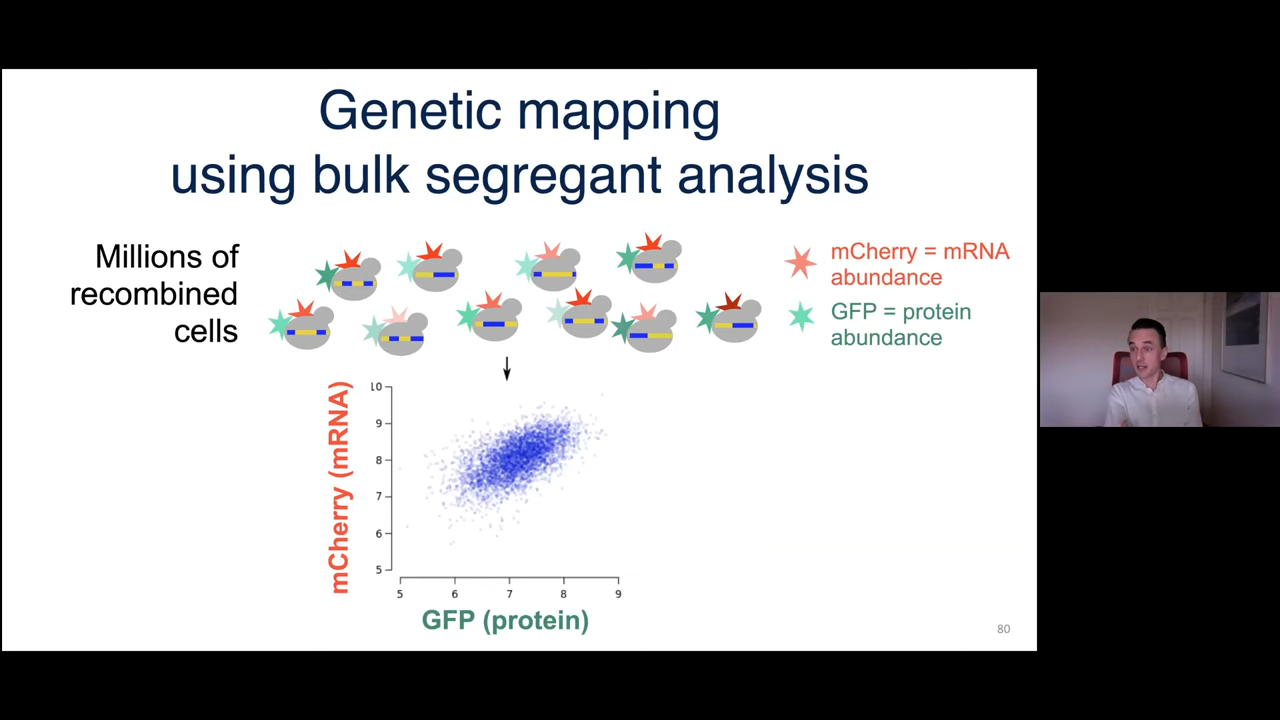 Genetic mapping
using bulk segregant analysis
Millions of
recombined
cells
mCherry = mRNA
abundance
GFP = protein
abundance
mCherry (mRNA)
10
9
8
7
6
5
5 6 7 8 9
GFP (protein)
80